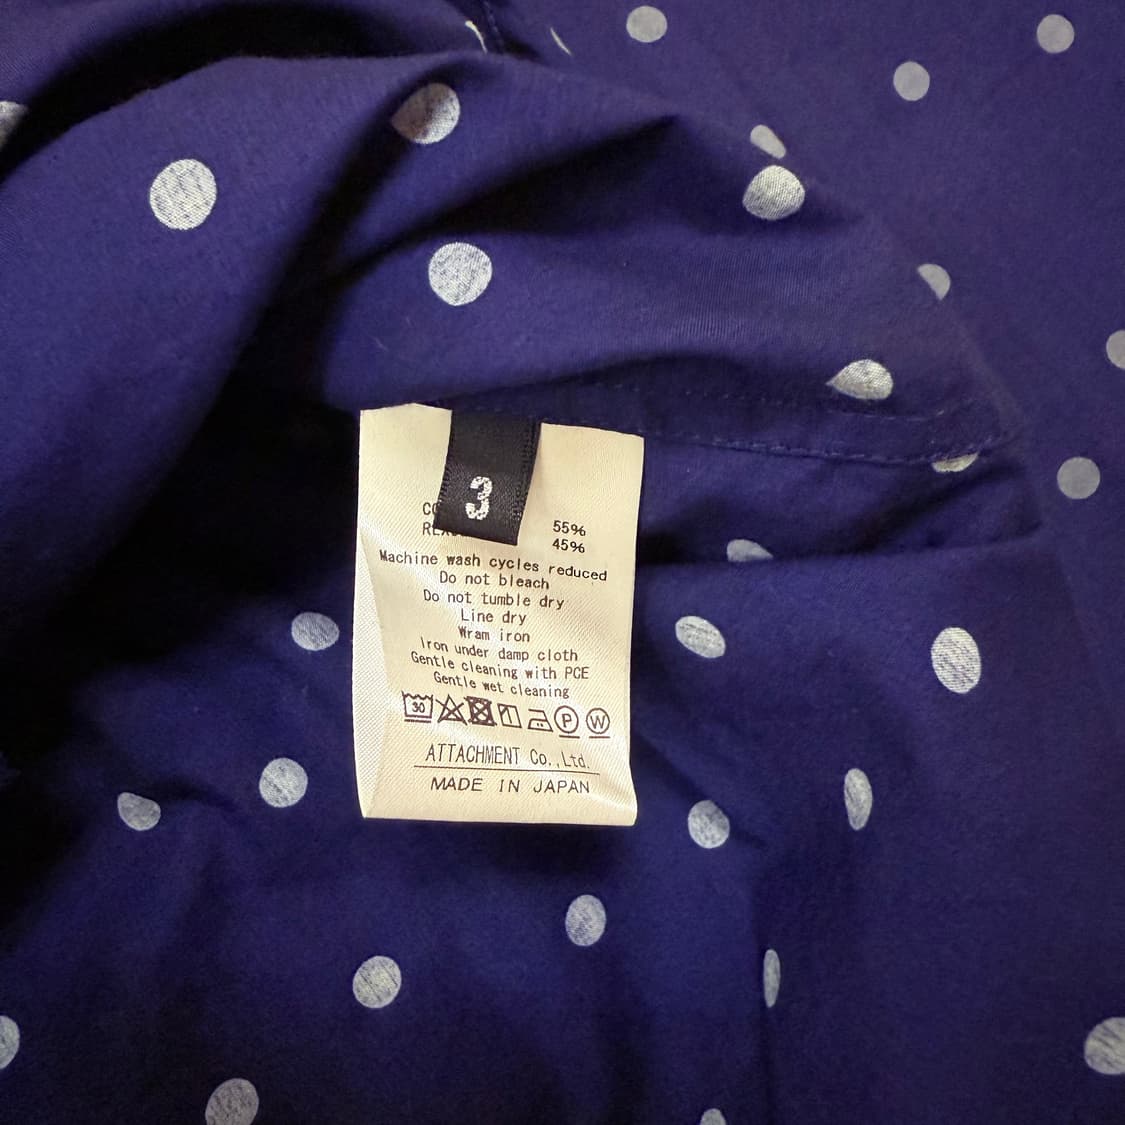 3
55%
45%
Machine wash cycles reduced
Do not bleach
Do not tumble dry
Line dry
Wram iron
Iron under damp cloth
Gentle cleaning with PCE
Gentle wet cleaning
30 P W
ATTACHMENT Co.,Ltd.
MADE IN JAPAN